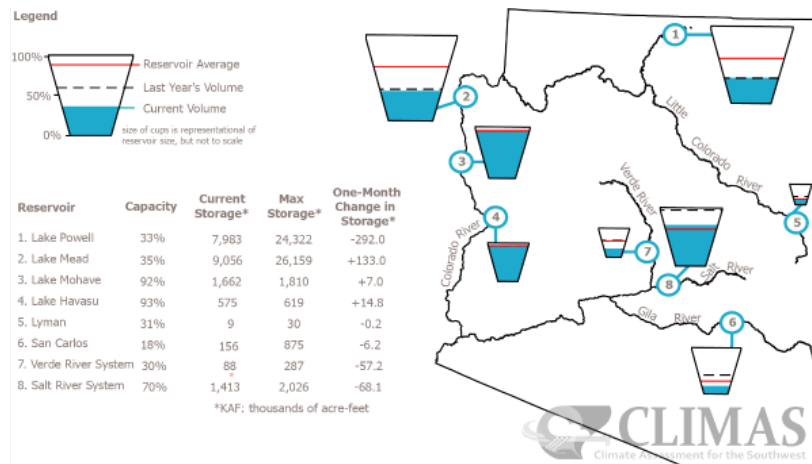 Legend
100%
50%
0%
Reservoir Average
Last Year's Volume
Current Volume
size of cups is representational of
reservoir size, but not to scale
Reservoir Capacity Current Storage* Max Storage* One-Month Change in Storage*
1. Lake Powell 33% 7,983 24,322 -292.0
2. Lake Mead 35% 9,056 26,159 +133.0
3. Lake Mohave 92% 1,662 1,810 +7.0
4. Lake Havasu 93% 575 619 +14.8
5. Lyman 31% 9 30 -0.2
6. San Carlos 18% 156 875 -6.2
7. Verde River System 30% 88 287 -57.2
*
8. Salt River System 70% 1,413 2,026 -68.1
*KAF: thousands of acre-feet
1
2
3
4
5
6
7
8
Little Colorado River
Verde River
Colorado River
Salt River
Gila River
CLIMAS
Climate Assessment for the Southwest